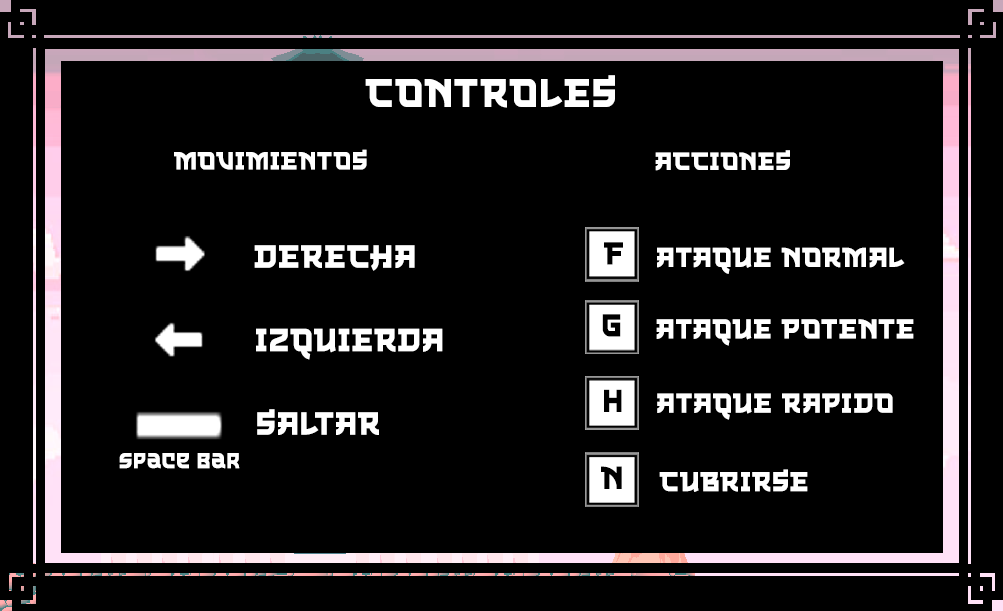 CONTROLES
MOVIMIENTOS
DERECHA
IZQUIERDA
SALTAR
SPACE BAR
ACCIONES
F ATAQUE NORMAL
G ATAQUE POTENTE
H ATAQUE RAPIDO
N CUBRIRSE